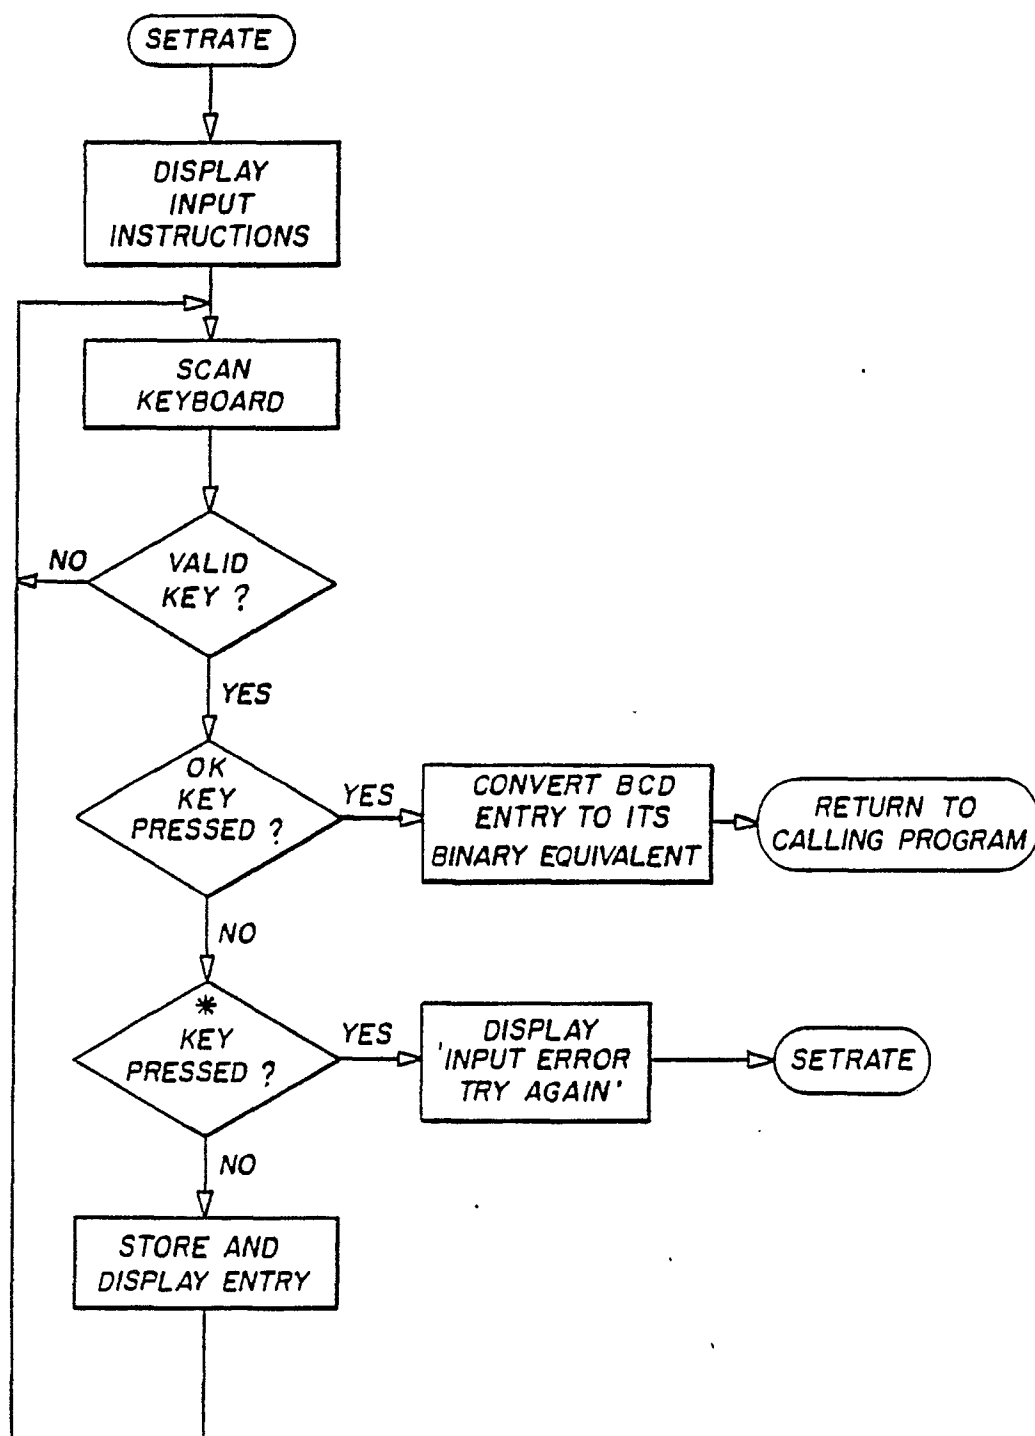 SETRATE
DISPLAY
INPUT
INSTRUCTIONS
SCAN
KEYBOARD
NO
VALID
KEY ?
YES
OK
KEY
PRESSED ?
YES
CONVERT BCD
ENTRY TO ITS
BINARY EQUIVALENT
RETURN TO
CALLING PROGRAM
NO
*
KEY
PRESSED ?
YES
DISPLAY
'INPUT ERROR
TRY AGAIN'
SETRATE
NO
STORE AND
DISPLAY ENTRY